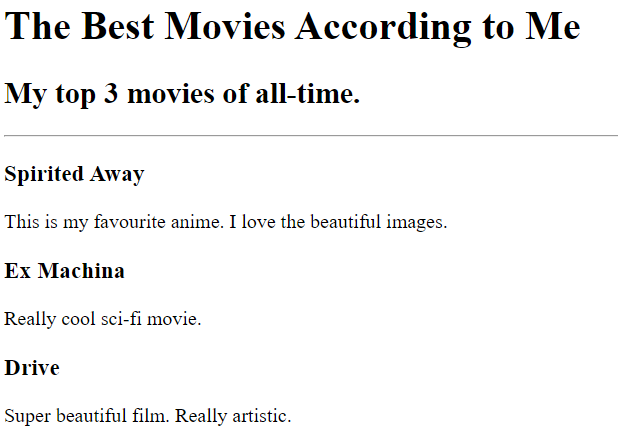 The Best Movies According to Me
My top 3 movies of all-time.
Spirited Away
This is my favourite anime. I love the beautiful images.
Ex Machina
Really cool sci-fi movie.
Drive
Super beautiful film. Really artistic.